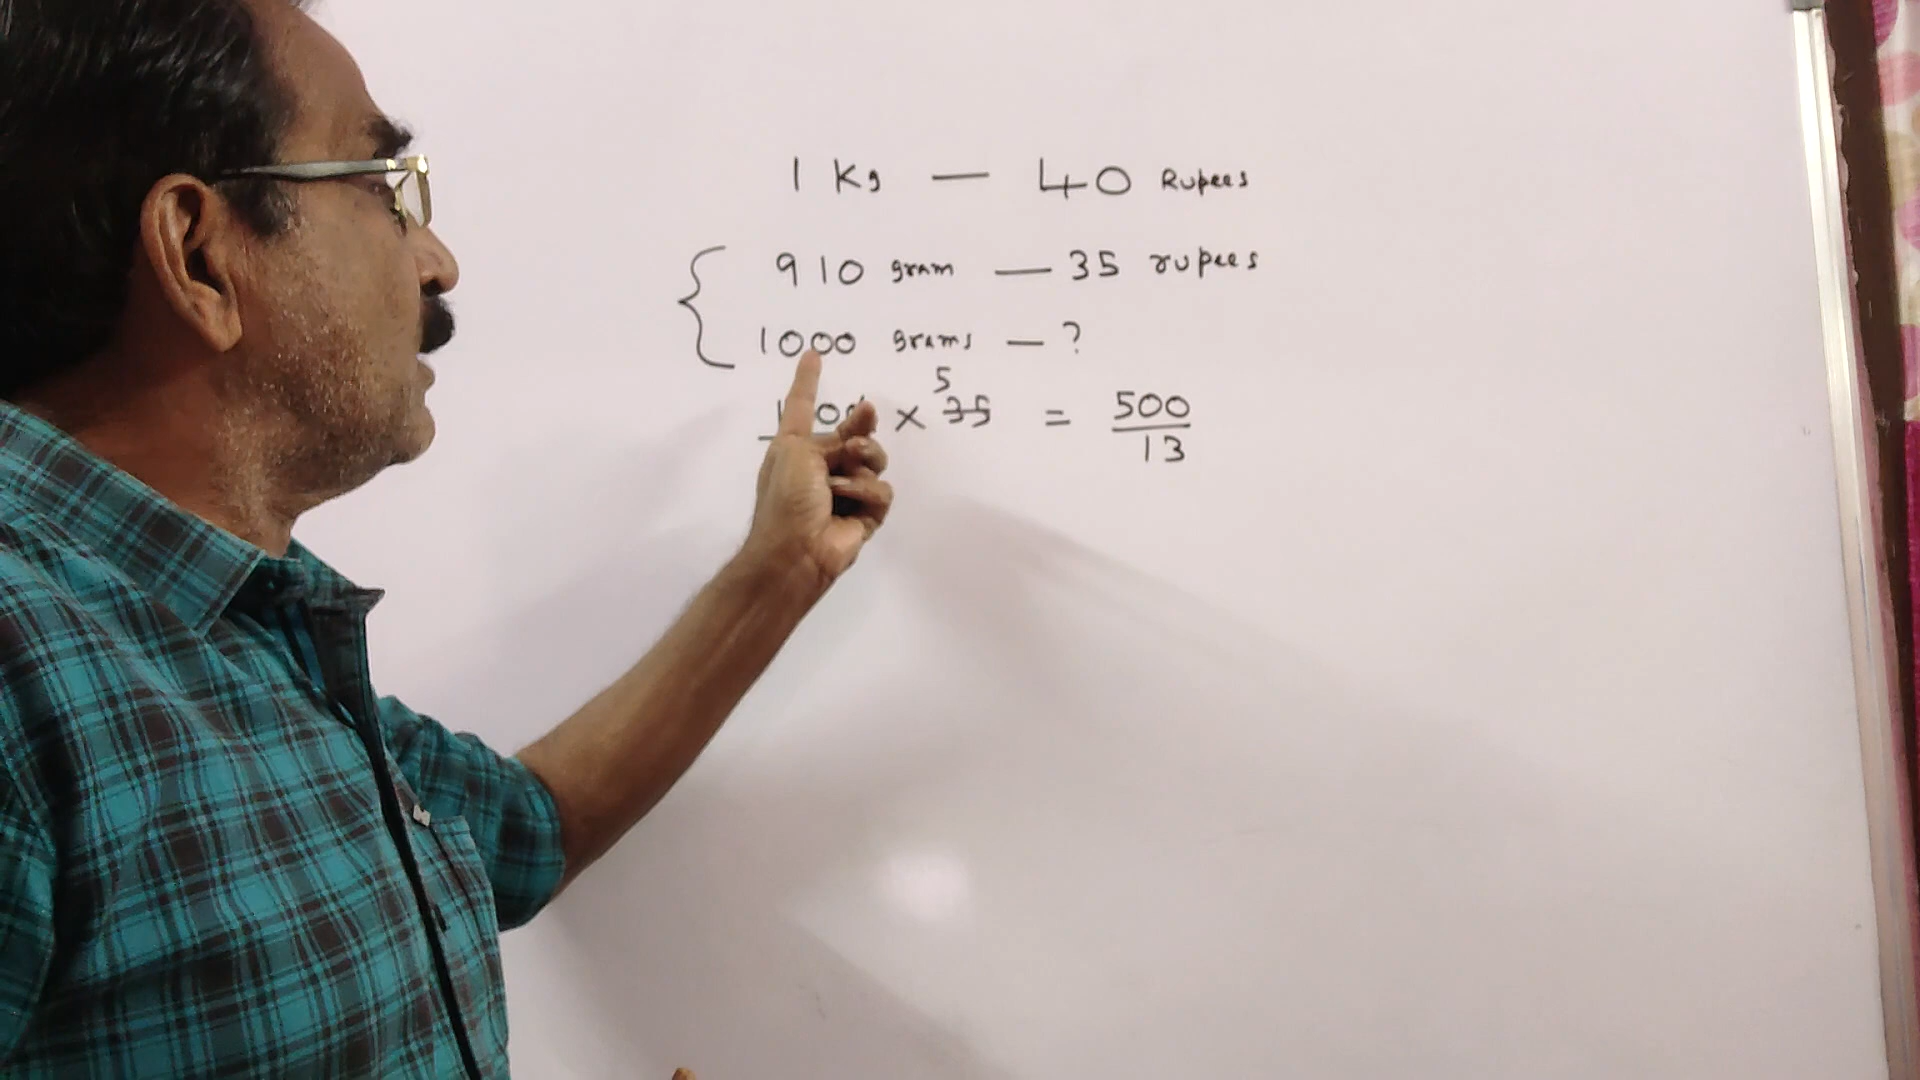 1 Kg — 40 Rupees
910 gram — 35 rupees
1000 grams — ?
5
× 35 = 500
13